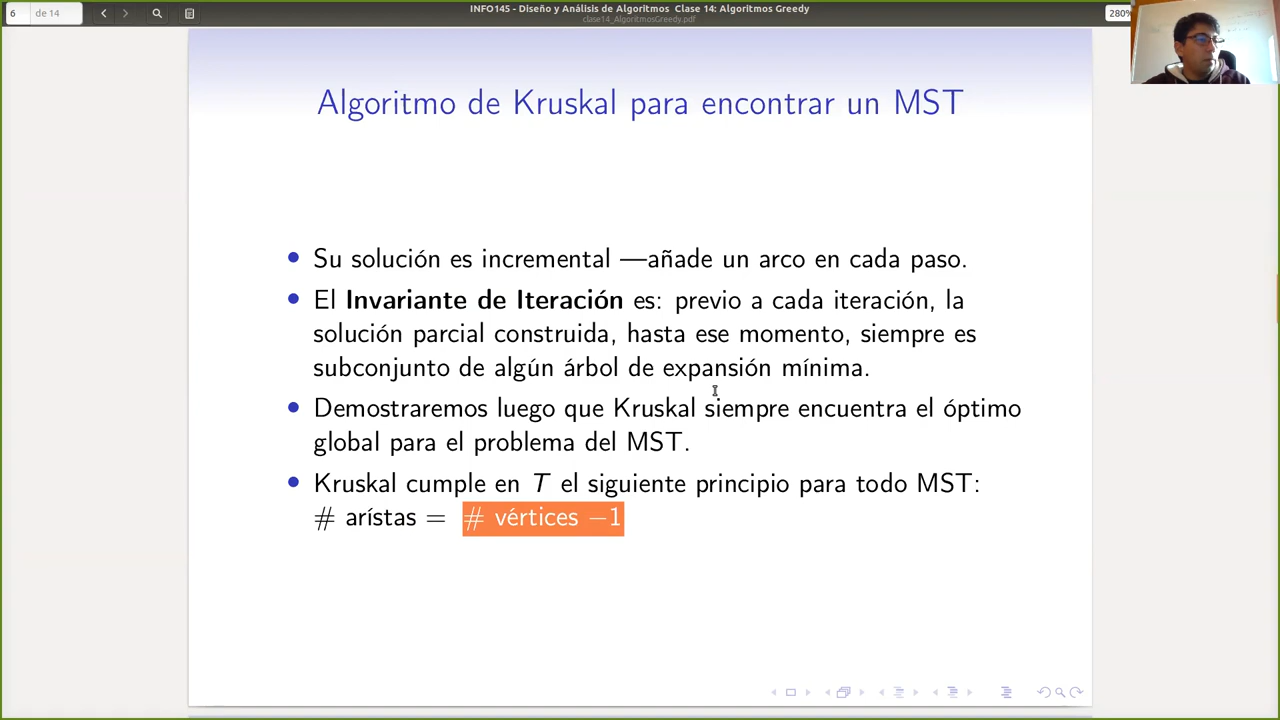 6 de 14
INFO145 - Diseño y Análisis de Algoritmos Clase 14: Algoritmos Greedy
clase14_AlgoritmosGreedy.pdf
280%
Algoritmo de Kruskal para encontrar un MST
Su solución es incremental —añade un arco en cada paso.
El Invariante de Iteración es: previo a cada iteración, la
solución parcial construida, hasta ese momento, siempre es
subconjunto de algún árbol de expansión mínima.
Demostraremos luego que Kruskal siempre encuentra el óptimo
global para el problema del MST.
Kruskal cumple en T el siguiente principio para todo MST:
# arístas = # vértices −1